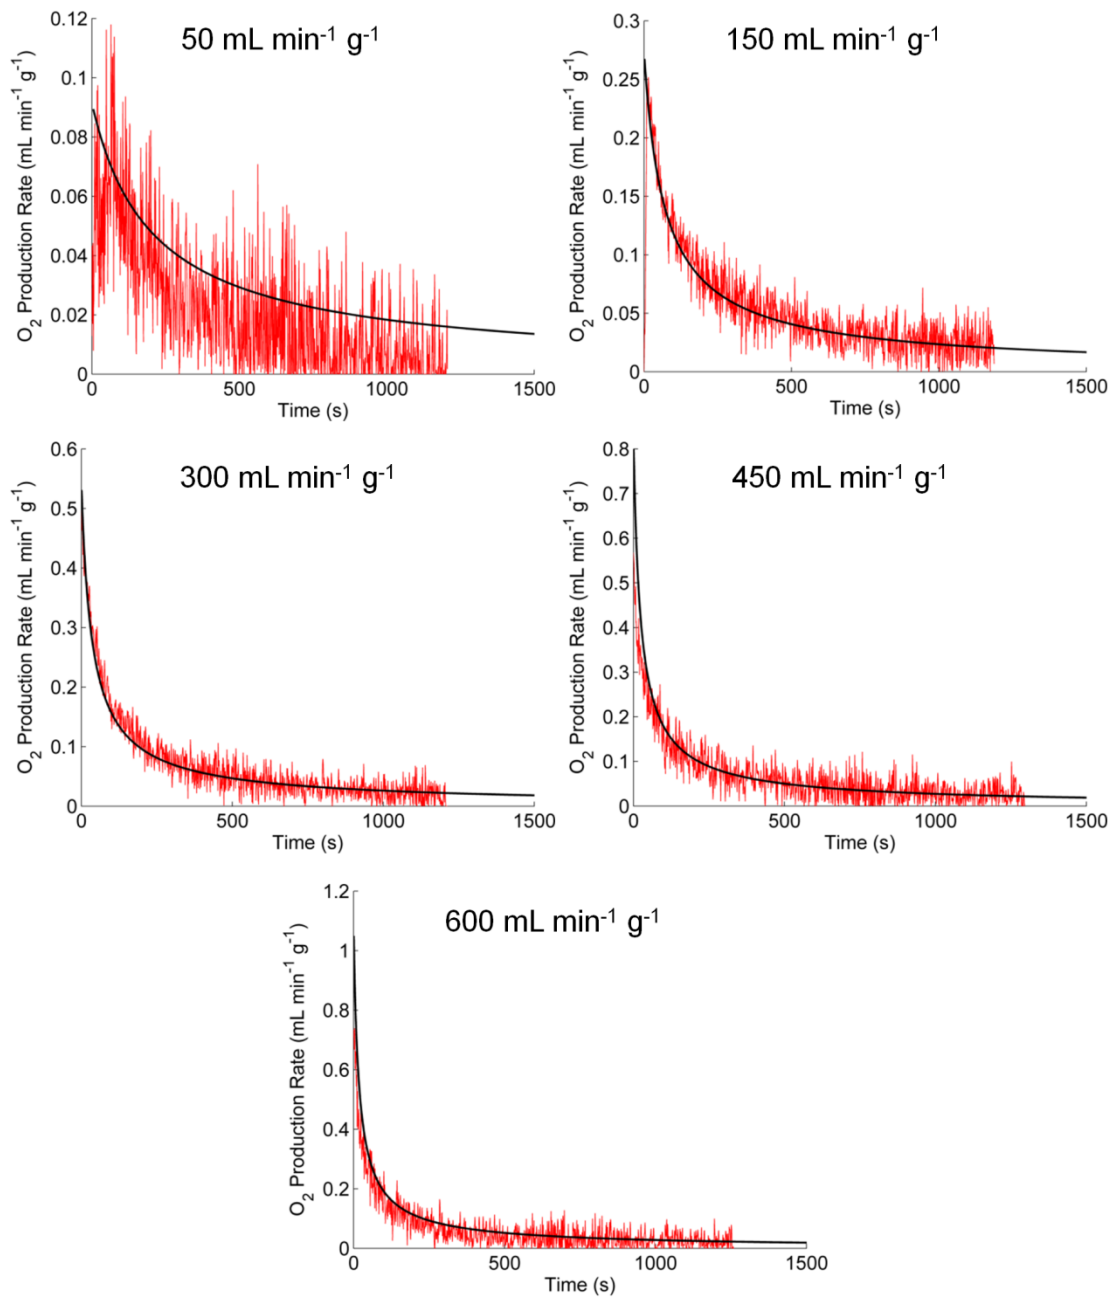 50 mL min⁻¹ g⁻¹
O₂ Production Rate (mL min⁻¹ g⁻¹)
0.12
0.1
0.08
0.06
0.04
0.02
0
0 500 1000 1500
Time (s)
150 mL min⁻¹ g⁻¹
O₂ Production Rate (mL min⁻¹ g⁻¹)
0.3
0.25
0.2
0.15
0.1
0.05
0
0 500 1000 1500
Time (s)
300 mL min⁻¹ g⁻¹
O₂ Production Rate (mL min⁻¹ g⁻¹)
0.6
0.5
0.4
0.3
0.2
0.1
0
0 500 1000 1500
Time (s)
450 mL min⁻¹ g⁻¹
O₂ Production Rate (mL min⁻¹ g⁻¹)
0.8
0.7
0.6
0.5
0.4
0.3
0.2
0.1
0
0 500 1000 1500
Time (s)
600 mL min⁻¹ g⁻¹
O₂ Production Rate (mL min⁻¹ g⁻¹)
1.2
1
0.8
0.6
0.4
0.2
0
0 500 1000 1500
Time (s)